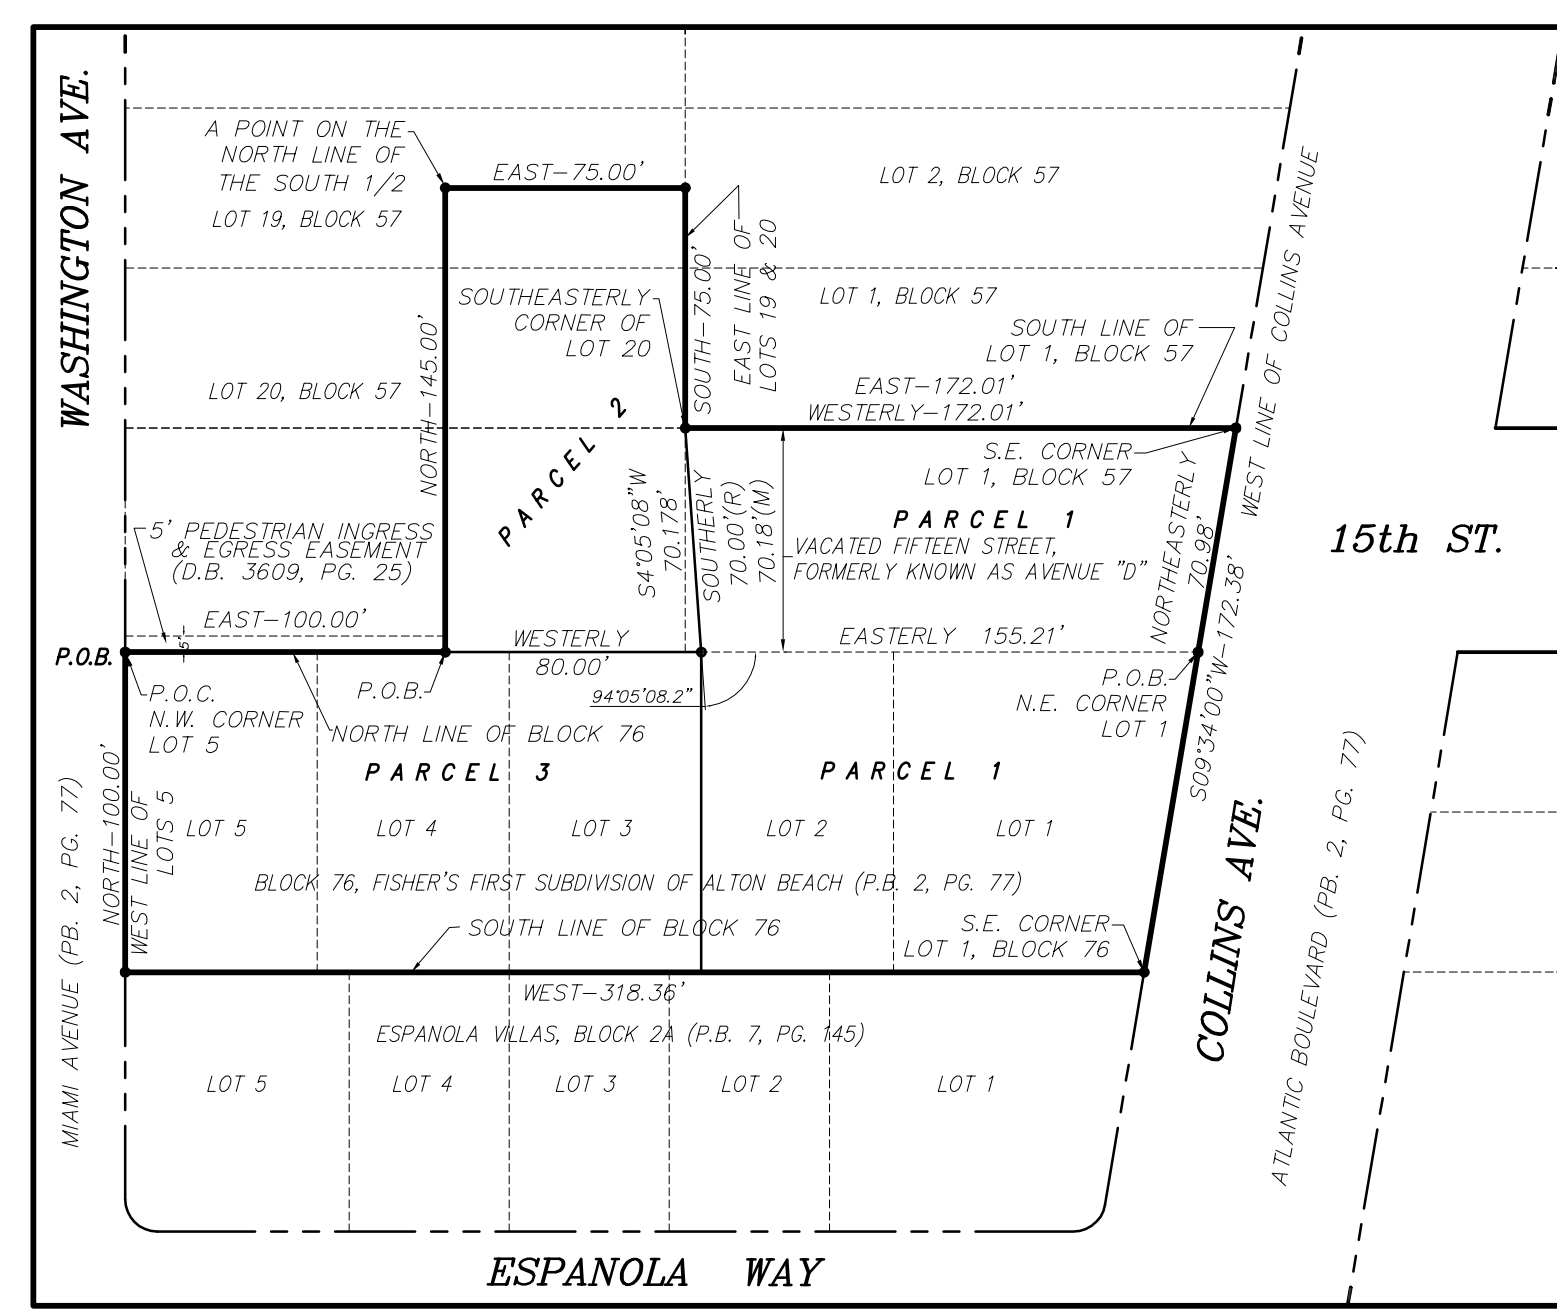 WASHINGTON AVE.
A POINT ON THE
NORTH LINE OF
THE SOUTH 1/2
LOT 19, BLOCK 57
EAST-75.00'
LOT 2, BLOCK 57
WEST LINE OF COLLINS AVENUE
SOUTH-75.00'
EAST LINE OF
LOTS 19 & 20
SOUTHEASTERLY
CORNER OF
LOT 20
LOT 1, BLOCK 57
SOUTH LINE OF
LOT 1, BLOCK 57
NORTH-145.00'
LOT 20, BLOCK 57
PARCEL 2
EAST-172.01'
WESTERLY-172.01'
S.E. CORNER
LOT 1, BLOCK 57
S4°05'08"W
70.178'
SOUTHERLY
70.00'(R)
70.18'(M)
PARCEL 1
VACATED FIFTEEN STREET,
FORMERLY KNOWN AS AVENUE "D"
NORTHEASTERLY
70.98'
15th ST.
5' PEDESTRIAN INGRESS
& EGRESS EASEMENT
(D.B. 3609, PG. 25)
EAST-100.00'
5'
WESTERLY
80.00'
EASTERLY 155.21'
S09°34'00"W-172.38'
P.O.B.
P.O.C.
N.W. CORNER
LOT 5
P.O.B.
94°05'08.2"
P.O.B.
N.E. CORNER
LOT 1
NORTH LINE OF BLOCK 76
PARCEL 3
PARCEL 1
NORTH-100.00'
WEST LINE OF
LOTS 5
LOT 5
LOT 4
LOT 3
LOT 2
LOT 1
BLOCK 76, FISHER'S FIRST SUBDIVISION OF ALTON BEACH (P.B. 2, PG. 77)
SOUTH LINE OF BLOCK 76
S.E. CORNER
LOT 1, BLOCK 76
COLLINS AVE.
ATLANTIC BOULEVARD (PB. 2, PG. 77)
MIAMI AVENUE (PB. 2, PG. 77)
WEST-318.36'
ESPANOLA VILLAS, BLOCK 2A (P.B. 7, PG. 145)
LOT 5
LOT 4
LOT 3
LOT 2
LOT 1
ESPANOLA WAY